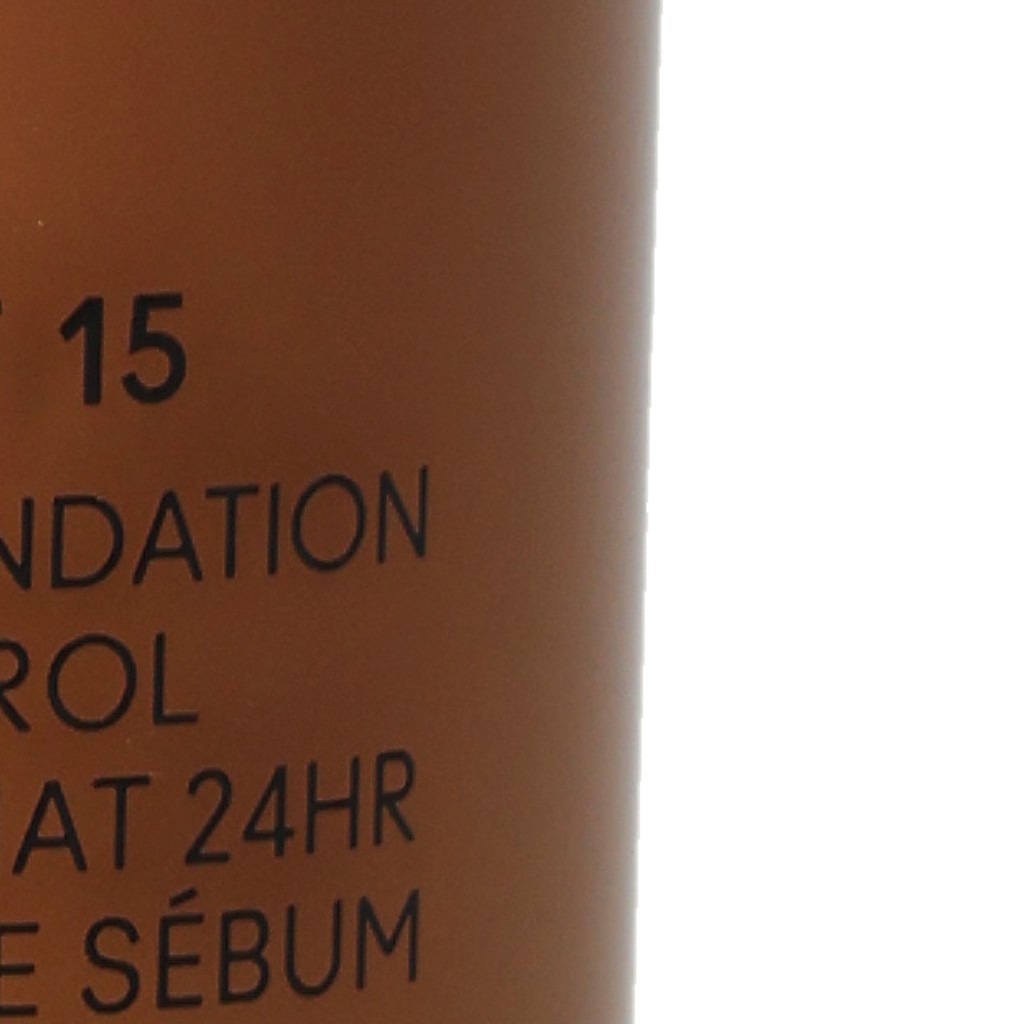 15
NDATION
ROL
AT 24HR
E SÉBUM